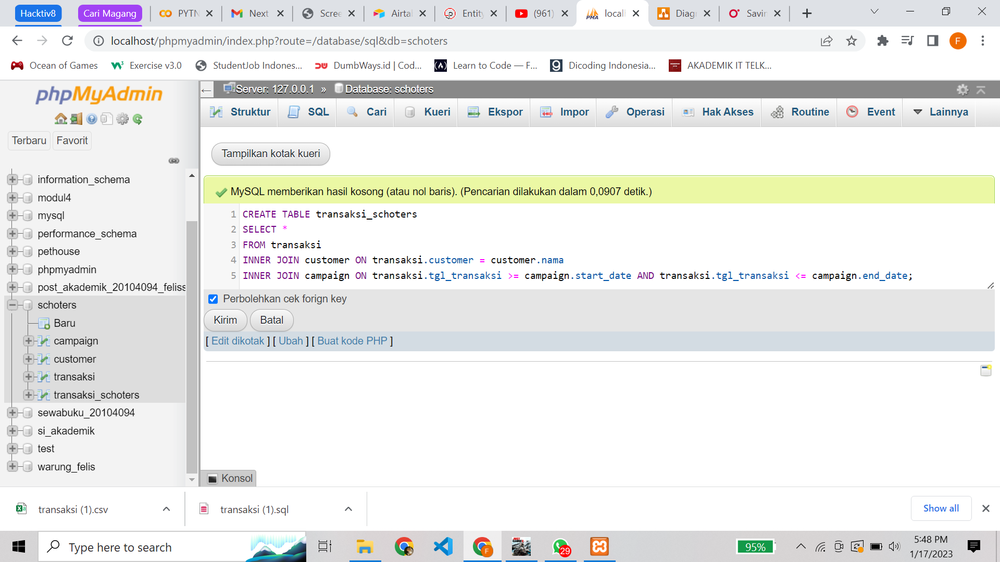 Hacktiv8
Cari Magang
PYTN
Next
Scree
Airtal
Entity
(961)
locall
Diagr
Savin
localhost/phpmyadmin/index.php?route=/database/sql&db=schoters
F
Ocean of Games
Exercise v3.0
StudentJob Indones...
DumbWays.id | Cod...
Learn to Code — F...
Dicoding Indonesia...
AKADEMIK IT TELK...
phpMyAdmin
Terbaru
Favorit
information_schema
modul4
mysql
performance_schema
pethouse
phpmyadmin
post_akademik_20104094_feliss
schoters
Baru
campaign
customer
transaksi
transaksi_schoters
sewabuku_20104094
si_akademik
test
warung_felis
Server: 127.0.0.1 » Database: schoters
Struktur
SQL
Cari
Kueri
Ekspor
Impor
Operasi
Hak Akses
Routine
Event
Lainnya
Tampilkan kotak kueri
MySQL memberikan hasil kosong (atau nol baris). (Pencarian dilakukan dalam 0,0907 detik.)
1 CREATE TABLE transaksi_schoters
2 SELECT *
3 FROM transaksi
4 INNER JOIN customer ON transaksi.customer = customer.nama
5 INNER JOIN campaign ON transaksi.tgl_transaksi >= campaign.start_date AND transaksi.tgl_transaksi <= campaign.end_date;
Perbolehkan cek forign key
Kirim
Batal
[ Edit dikotak ] [ Ubah ] [ Buat kode PHP ]
Konsol
transaksi (1).csv
transaksi (1).sql
Show all
Type here to search
F
29
95%
5:48 PM
1/17/2023